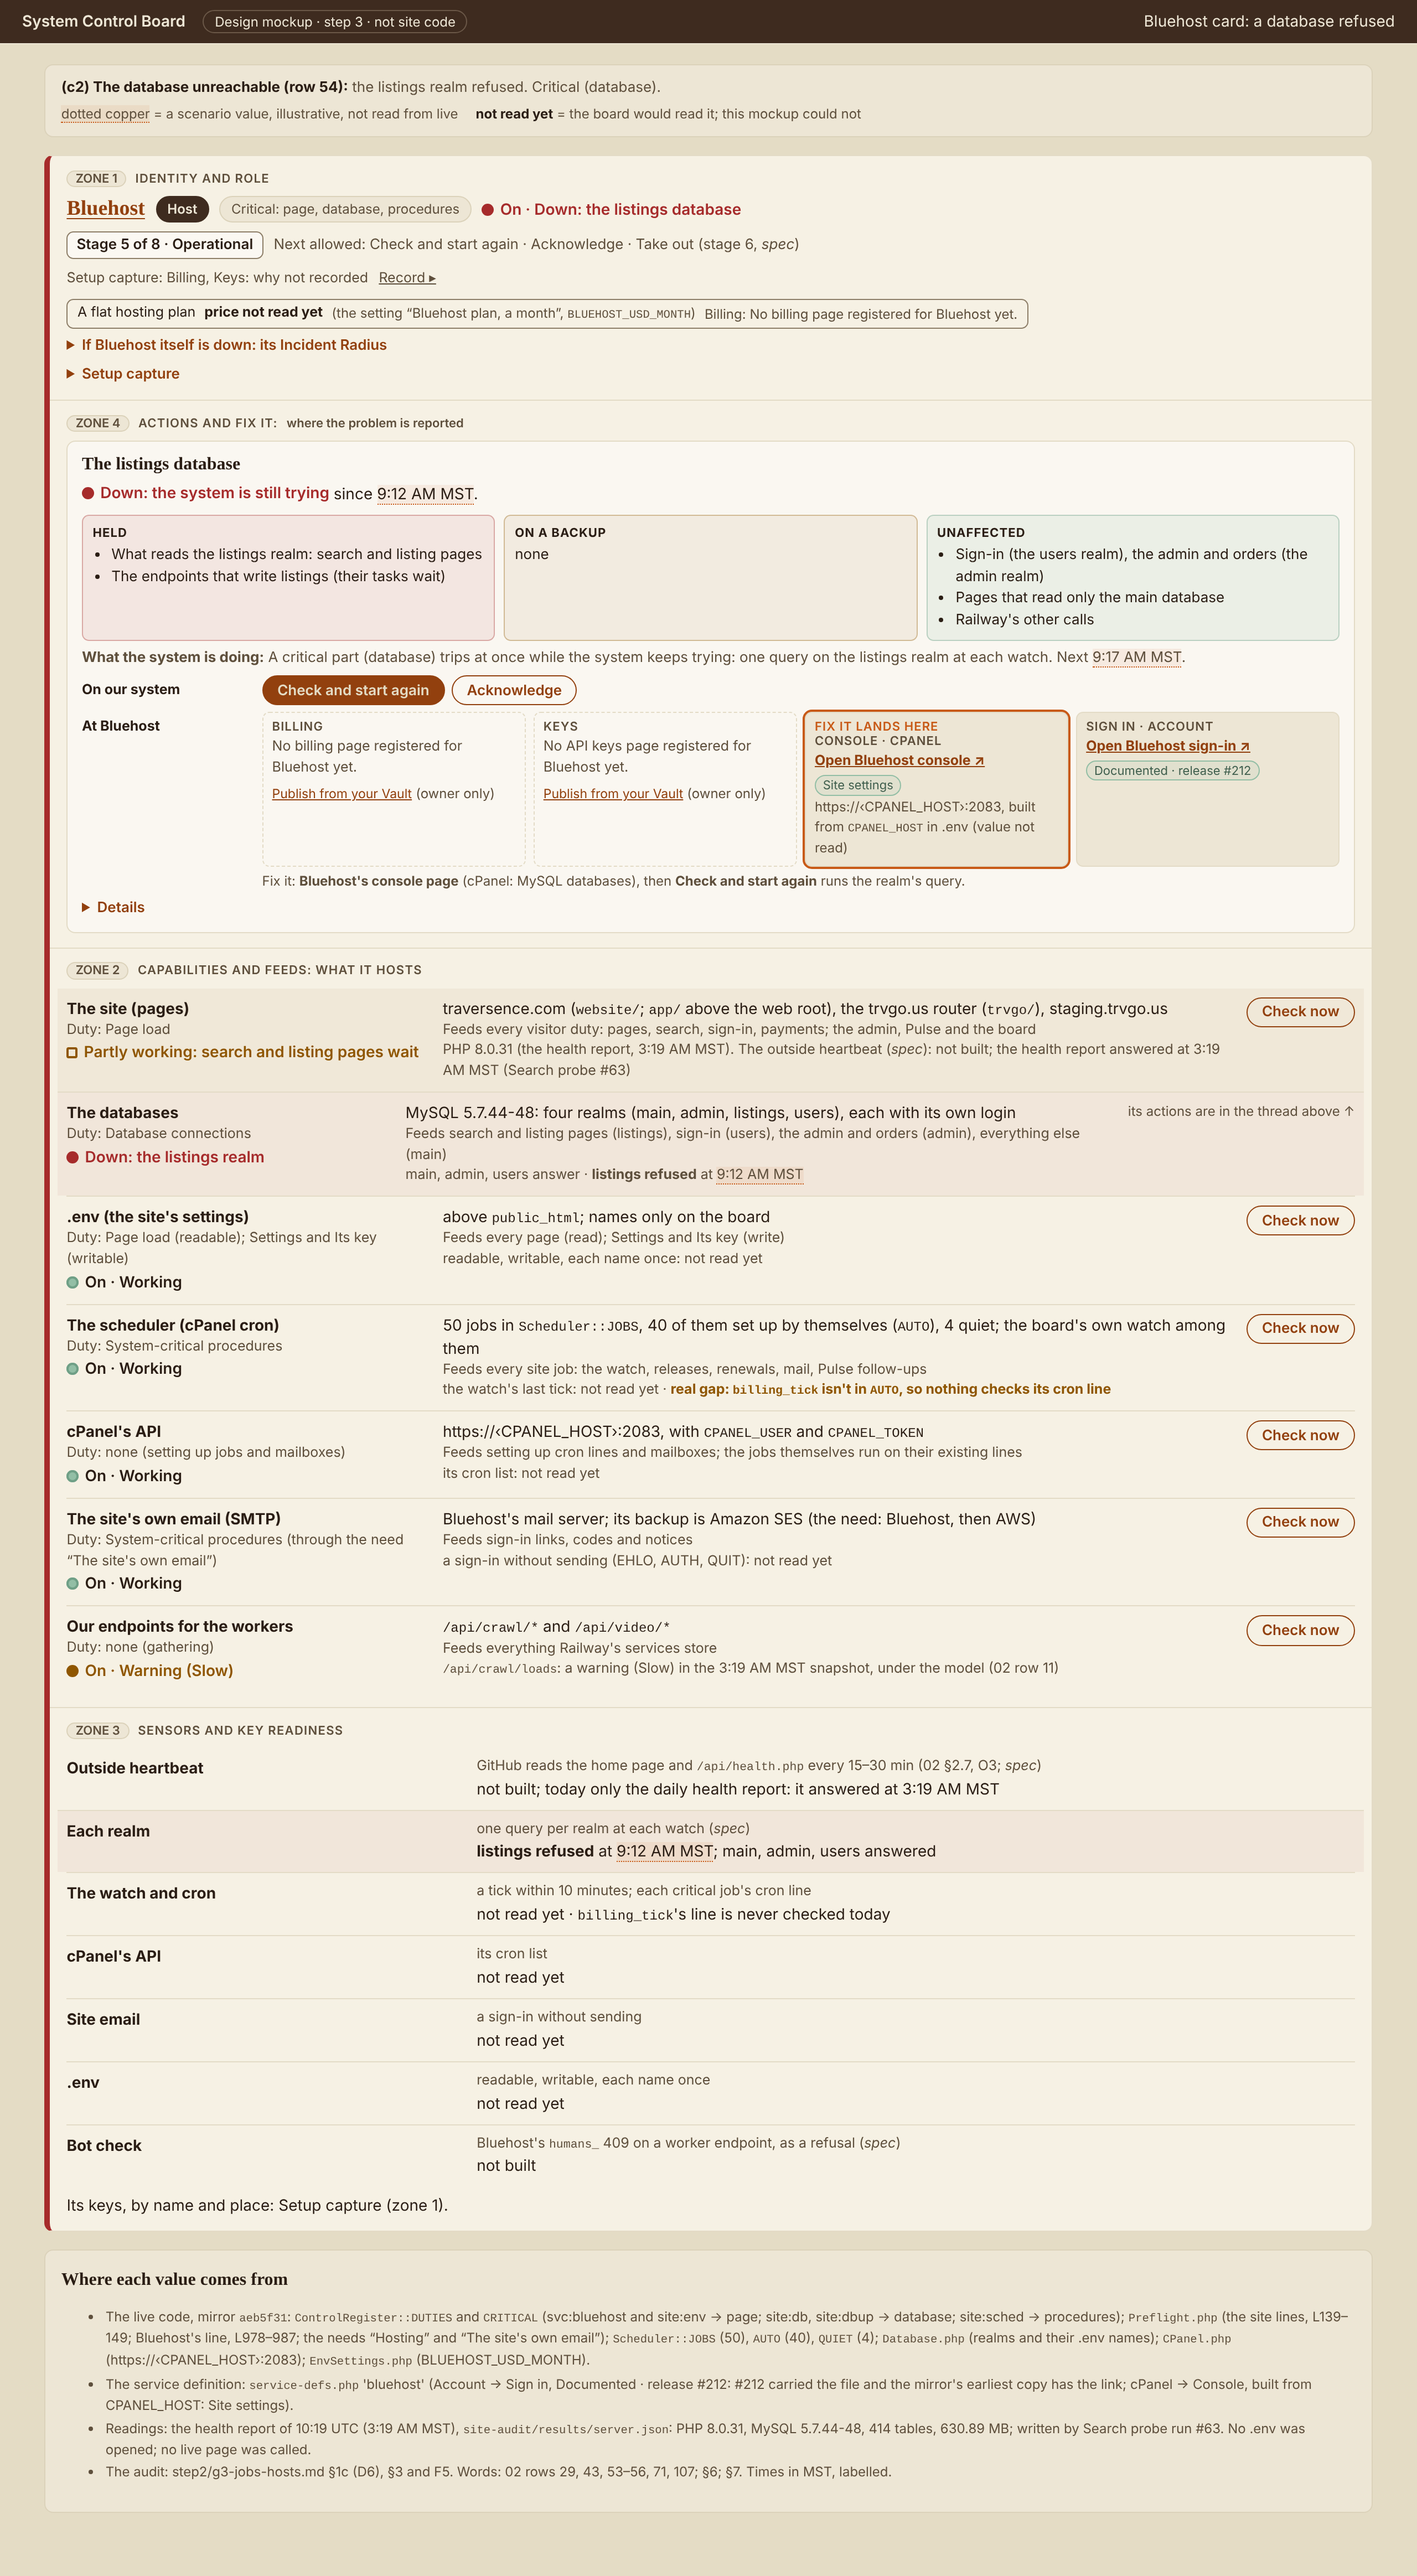 System Control Board
Design mockup · step 3 · not site code
Bluehost card: a database refused
(c2) The database unreachable (row 54): the listings realm refused. Critical (database).
dotted copper = a scenario value, illustrative, not read from live not read yet = the board would read it; this mockup could not
ZONE 1 IDENTITY AND ROLE
Bluehost Host Critical: page, database, procedures On · Down: the listings database
Stage 5 of 8 · Operational Next allowed: Check and start again · Acknowledge · Take out (stage 6, spec)
Setup capture: Billing, Keys: why not recorded Record ▸
A flat hosting plan price not read yet (the setting “Bluehost plan, a month”, BLUEHOST_USD_MONTH) Billing: No billing page registered for Bluehost yet.
▶ If Bluehost itself is down: its Incident Radius
▶ Setup capture
ZONE 4 ACTIONS AND FIX IT: where the problem is reported
The listings database
Down: the system is still trying since 9:12 AM MST.
HELD
• What reads the listings realm: search and listing pages
• The endpoints that write listings (their tasks wait)
ON A BACKUP
none
UNAFFECTED
• Sign-in (the users realm), the admin and orders (the
admin realm)
• Pages that read only the main database
• Railway's other calls
What the system is doing: A critical part (database) trips at once while the system keeps trying: one query on the listings realm at each watch. Next 9:17 AM MST.
On our system Check and start again Acknowledge
At Bluehost
BILLING
No billing page registered for
Bluehost yet.
Publish from your Vault (owner only)
KEYS
No API keys page registered for
Bluehost yet.
Publish from your Vault (owner only)
FIX IT LANDS HERE
CONSOLE · CPANEL
Open Bluehost console ↗
Site settings
https://‹CPANEL_HOST›:2083, built
from CPANEL_HOST in .env (value not
read)
SIGN IN · ACCOUNT
Open Bluehost sign-in ↗
Documented · release #212
Fix it: Bluehost's console page (cPanel: MySQL databases), then Check and start again runs the realm's query.
▶ Details
ZONE 2 CAPABILITIES AND FEEDS: WHAT IT HOSTS
The site (pages)
Duty: Page load
Partly working: search and listing pages wait
traversence.com (website/; app/ above the web root), the trvgo.us router (trvgo/), staging.trvgo.us
Feeds every visitor duty: pages, search, sign-in, payments; the admin, Pulse and the board
PHP 8.0.31 (the health report, 3:19 AM MST). The outside heartbeat (spec): not built; the health report answered at 3:19
AM MST (Search probe #63)
Check now
The databases
Duty: Database connections
Down: the listings realm
MySQL 5.7.44-48: four realms (main, admin, listings, users), each with its own login
Feeds search and listing pages (listings), sign-in (users), the admin and orders (admin), everything else
(main)
main, admin, users answer · listings refused at 9:12 AM MST
its actions are in the thread above ↑
.env (the site's settings)
Duty: Page load (readable); Settings and Its key
(writable)
On · Working
above public_html; names only on the board
Feeds every page (read); Settings and Its key (write)
readable, writable, each name once: not read yet
Check now
The scheduler (cPanel cron)
Duty: System-critical procedures
On · Working
50 jobs in Scheduler::JOBS, 40 of them set up by themselves (AUTO), 4 quiet; the board's own watch among
them
Feeds every site job: the watch, releases, renewals, mail, Pulse follow-ups
the watch's last tick: not read yet · real gap: billing_tick isn't in AUTO, so nothing checks its cron line
Check now
cPanel's API
Duty: none (setting up jobs and mailboxes)
On · Working
https://‹CPANEL_HOST›:2083, with CPANEL_USER and CPANEL_TOKEN
Feeds setting up cron lines and mailboxes; the jobs themselves run on their existing lines
its cron list: not read yet
Check now
The site's own email (SMTP)
Duty: System-critical procedures (through the need
“The site's own email”)
On · Working
Bluehost's mail server; its backup is Amazon SES (the need: Bluehost, then AWS)
Feeds sign-in links, codes and notices
a sign-in without sending (EHLO, AUTH, QUIT): not read yet
Check now
Our endpoints for the workers
Duty: none (gathering)
On · Warning (Slow)
/api/crawl/* and /api/video/*
Feeds everything Railway's services store
/api/crawl/loads: a warning (Slow) in the 3:19 AM MST snapshot, under the model (02 row 11)
Check now
ZONE 3 SENSORS AND KEY READINESS
Outside heartbeat
GitHub reads the home page and /api/health.php every 15–30 min (02 §2.7, O3; spec)
not built; today only the daily health report: it answered at 3:19 AM MST
Each realm
one query per realm at each watch (spec)
listings refused at 9:12 AM MST; main, admin, users answered
The watch and cron
a tick within 10 minutes; each critical job's cron line
not read yet · billing_tick's line is never checked today
cPanel's API
its cron list
not read yet
Site email
a sign-in without sending
not read yet
.env
readable, writable, each name once
not read yet
Bot check
Bluehost's humans_ 409 on a worker endpoint, as a refusal (spec)
not built
Its keys, by name and place: Setup capture (zone 1).
Where each value comes from
• The live code, mirror aeb5f31: ControlRegister::DUTIES and CRITICAL (svc:bluehost and site:env → page; site:db, site:dbup → database; site:sched → procedures); Preflight.php (the site lines, L139–
149; Bluehost's line, L978–987; the needs “Hosting” and “The site's own email”); Scheduler::JOBS (50), AUTO (40), QUIET (4); Database.php (realms and their .env names); CPanel.php
(https://‹CPANEL_HOST›:2083); EnvSettings.php (BLUEHOST_USD_MONTH).
• The service definition: service-defs.php 'bluehost' (Account → Sign in, Documented · release #212: #212 carried the file and the mirror's earliest copy has the link; cPanel → Console, built from
CPANEL_HOST: Site settings).
• Readings: the health report of 10:19 UTC (3:19 AM MST), site-audit/results/server.json: PHP 8.0.31, MySQL 5.7.44-48, 414 tables, 630.89 MB; written by Search probe run #63. No .env was
opened; no live page was called.
• The audit: step2/g3-jobs-hosts.md §1c (D6), §3 and F5. Words: 02 rows 29, 43, 53–56, 71, 107; §6; §7. Times in MST, labelled.